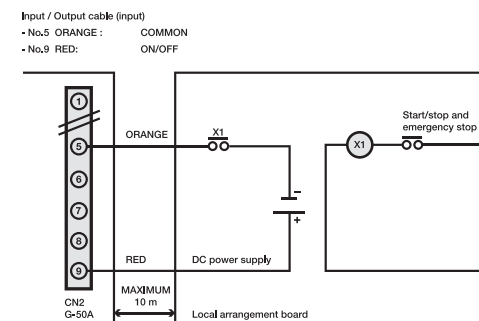 Input / Output cable (input)
- No.5 ORANGE : COMMON
- No.9 RED: ON/OFF
1
Start/stop and
emergency stop
ORANGE X1
5 X1
6
-
7
+
8
RED DC power supply
9
MAXIMUM
10 m
CN2
G-50A Local arrangement board